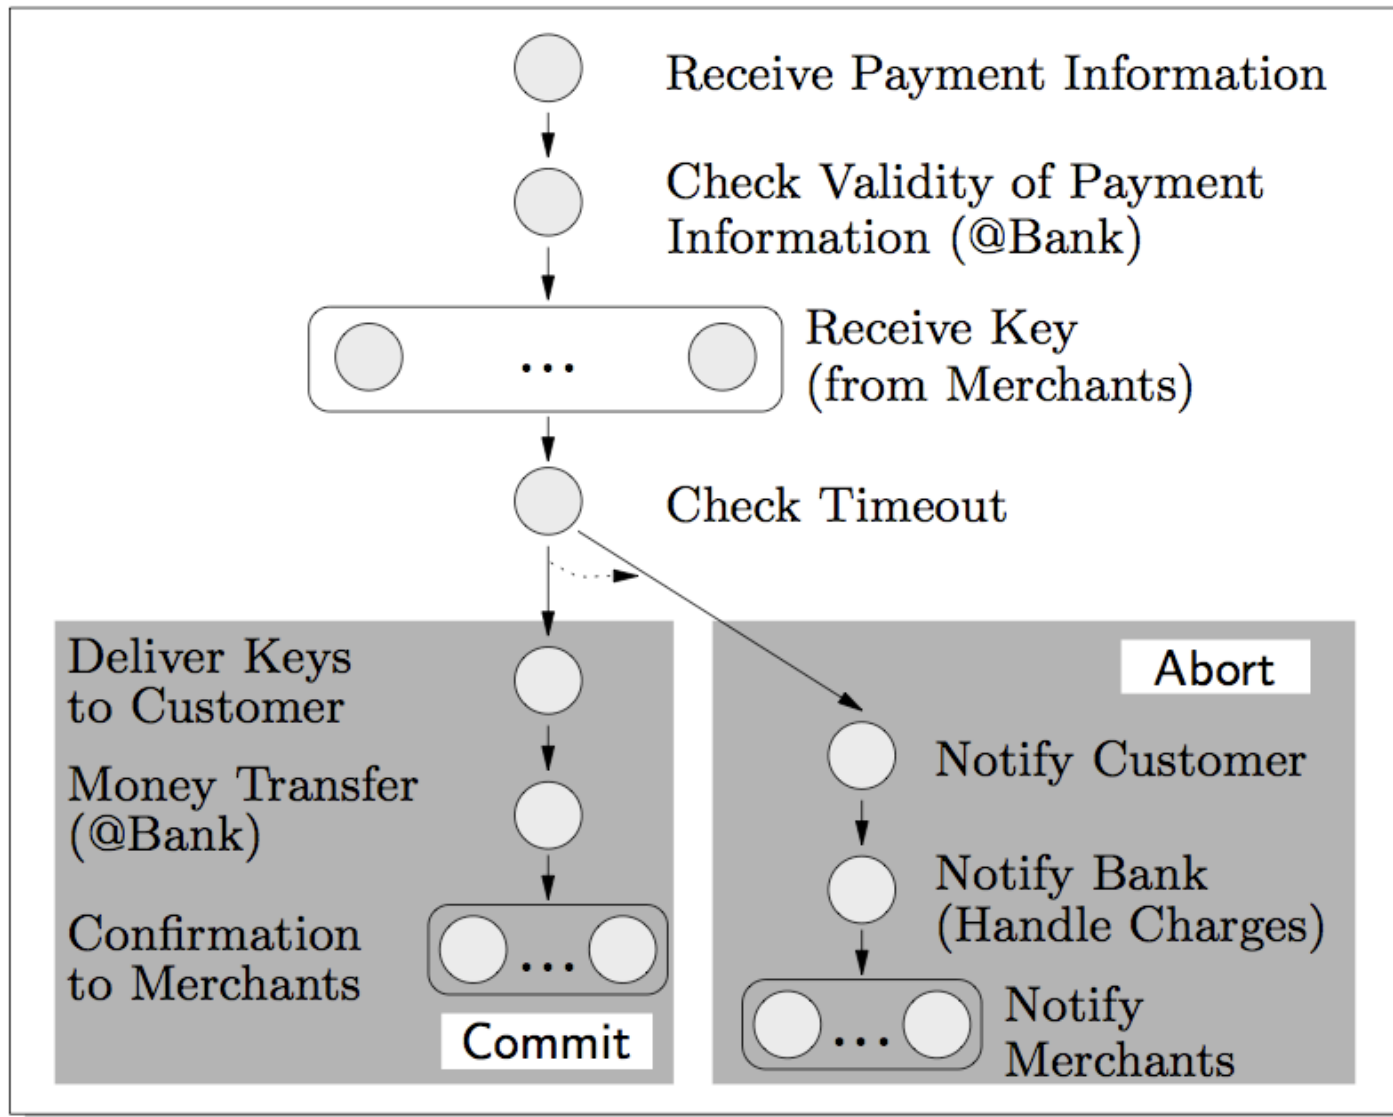 Receive Payment Information
Check Validity of Payment
Information (@Bank)
...
Receive Key
(from Merchants)
Check Timeout
Deliver Keys
to Customer
Money Transfer
(@Bank)
Confirmation
to Merchants
...
Commit
Abort
Notify Customer
Notify Bank
(Handle Charges)
...
Notify
Merchants